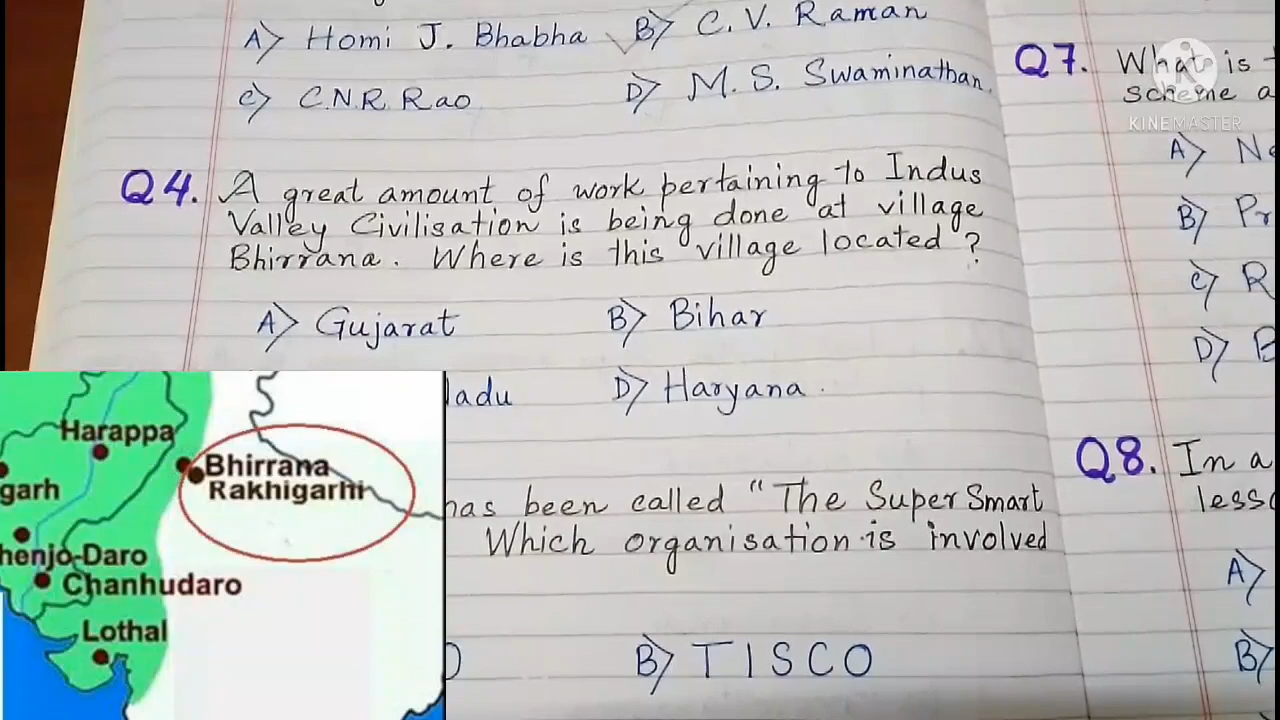 A) Homi J. Bhabha B) C. V. Raman
C) C.N.R. Rao D) M. S. Swaminathan.
Q4. A great amount of work pertaining to Indus
Valley Civilisation is being done at village
Bhirrana. Where is this village located?
A) Gujarat B) Bihar
ladu D) Haryana.
has been called "The Super Smart
Which organisation is involved
B) TISCO
Q7. What is
scheme a
A) No
B) Pr
C) R
D)
Q8. In a
A)
B)
KINEMASTER
Harappa
Bhirrana
Rakhigarhi
garh
henjo-Daro
Chanhudaro
Lothal